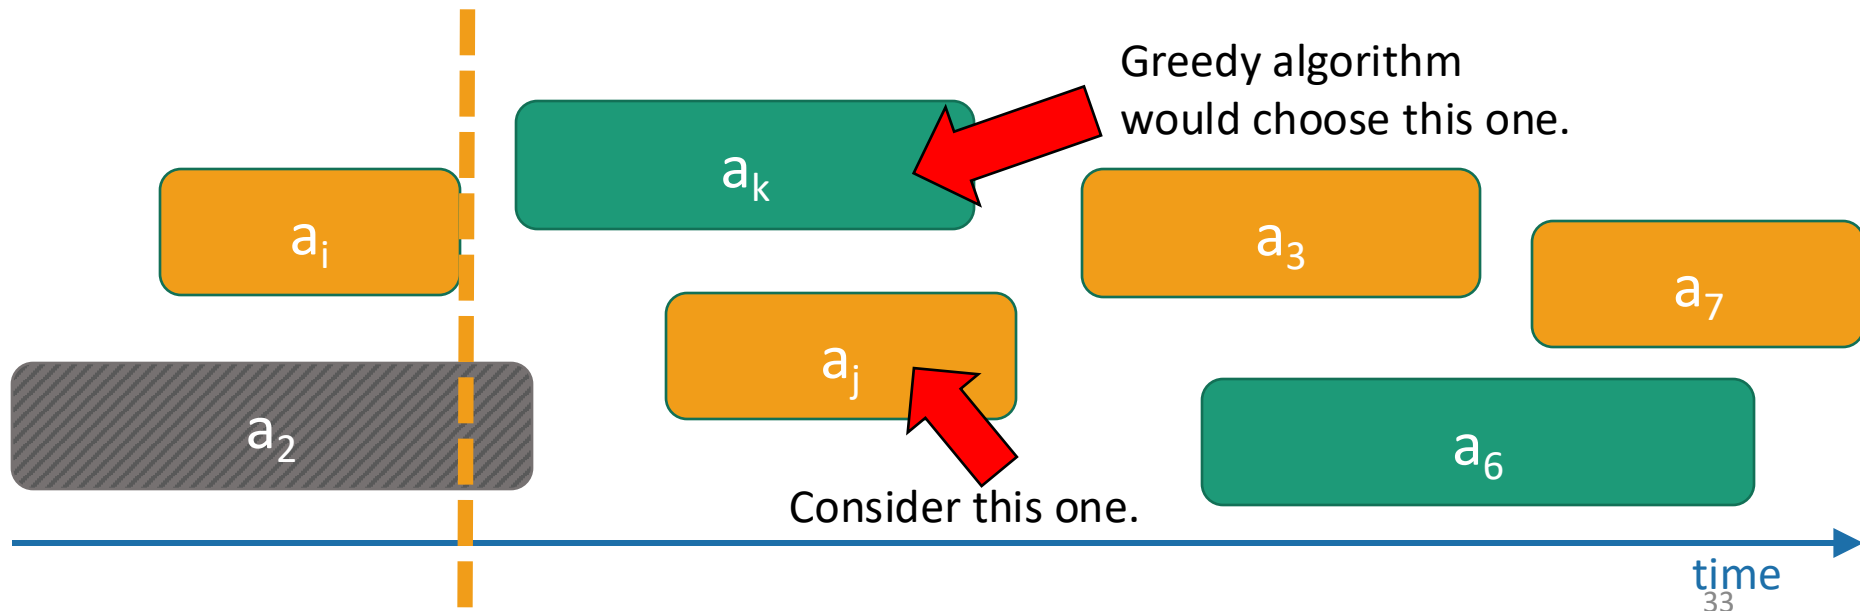 Greedy algorithm
would choose this one.
aₖ
aᵢ
a₃
a₇
aⱼ
a₂
a₆
Consider this one.
time
33